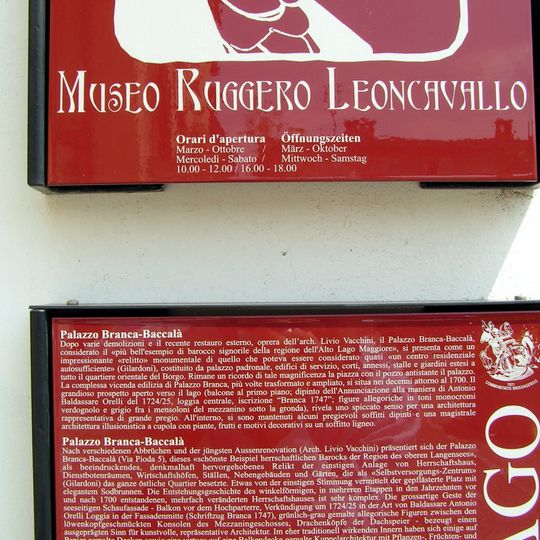 MUSEO RUGGERO LEONCAVALLO
Orari d'apertura Öffnungszeiten
Marzo - Ottobre / März - Oktober
Mercoledì - Sabato / Mittwoch - Samstag
10.00 - 12.00 / 16.00 - 18.00
Palazzo Branca-Baccalà
Dopo varie demolizioni e il recente restauro esterno, opera dell'arch. Livio Vacchini, il Palazzo Branca-Baccalà,
considerato il «più bell'esempio di barocco signorile della regione dell'Alto Lago Maggiore», si presenta come un
impressionante «relitto» monumentale di quello che poteva essere considerato quasi «un centro residenziale
autosufficiente» (Gilardoni), costituito da palazzo padronale, edifici di servizio, corti, annessi, stalle e giardini estesi a
tutto il quartiere orientale del Borgo. Rimane un ricordo di tale magnificenza la piazza con il pozzo antistante il palazzo.
La complessa vicenda edilizia di Palazzo Branca, più volte trasformato e ampliato, si situa nei decenni attorno al 1700. Il
grandioso prospetto aperto verso il lago (balcone al primo piano; dipinto dell'Annunciazione alla maniera di Antonio
Baldassare Orelli del 1724/25, loggia centrale, iscrizione "Branca 1747"; figure allegoriche in toni monocromi
verdognolo e grigio fra i mensoloni del mezzanino sotto la gronda), rivela uno spiccato senso per una architettura
rappresentativa di grande pregio. All'interno, si sono mantenuti alcuni pregievoli soffitti dipinti e una magistrale
architettura illusionistica a cupola con piante, frutti e motivi decorativi su un soffitto ligneo.
Palazzo Branca-Baccalà
Nach verschiedenen Abbrüchen und der jüngsten Aussenrenovation (Arch. Livio Vacchini) präsentiert sich der Palazzo
Branca-Baccalà (Via Pioda 5), dieses «schönste Beispiel herrschaftlichen Barocks der Region des oberen Langensees»,
als beeindruckendes, denkmalhaft hervorgehobenes Relikt der einstigen Anlage von Herrschaftshaus,
Dienstbotenräumen, Wirtschaftshöfen, Ställen, Nebengebäuden und Gärten, die als «Selbstversorgungs-Zentrum»
(Gilardoni) das ganze östliche Quartier besetzte. Etwas von der einstigen Stimmung vermittelt der gepflästerte Platz mit
elegantem Sodbrunnen. Die Entstehungsgeschichte des winkelförmigen, in mehreren Etappen in den Jahrzehnten vor
und nach 1700 entstandenen, mehrfach veränderten Herrschaftshauses ist sehr komplex. Die grossartige Geste der
seeseitigen Schaufassade - Balkon vor dem Hochparterre, Verkündigung um 1724/25 in der Art von Baldassare Antonio
Orelli Loggia in der Fassadenmitte (Schriftzug Branca 1747), grünlich-grau gemalte allegorische Figuren zwischen den
löwenkopfgeschmückten Konsolen des Mezzaningeschosses, Drachenköpfe der Dachspeier - bezeugt einen
ausgeprägten Sinn für kunstvolle, repräsentative Architektur. Im eher traditionell wirkenden Innern haben sich einige auf